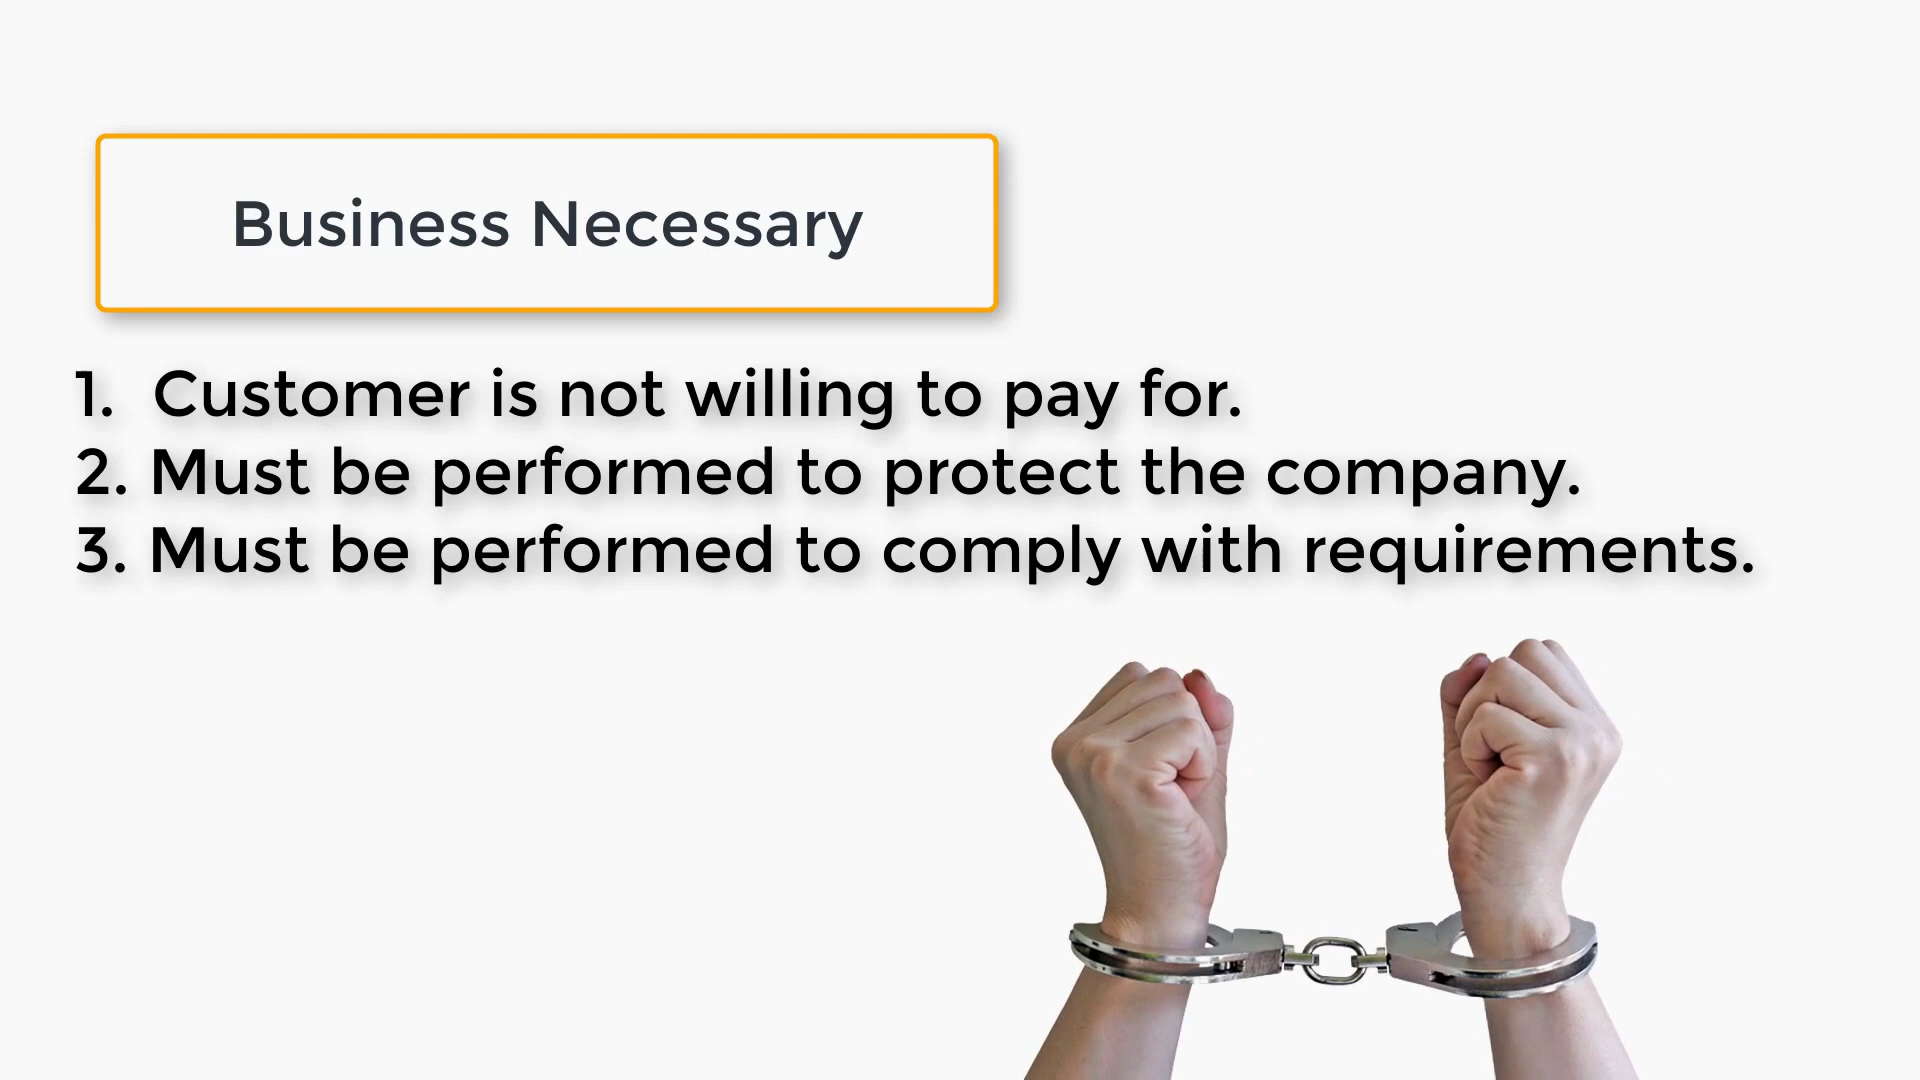 Business Necessary
1. Customer is not willing to pay for.
2. Must be performed to protect the company.
3. Must be performed to comply with requirements.